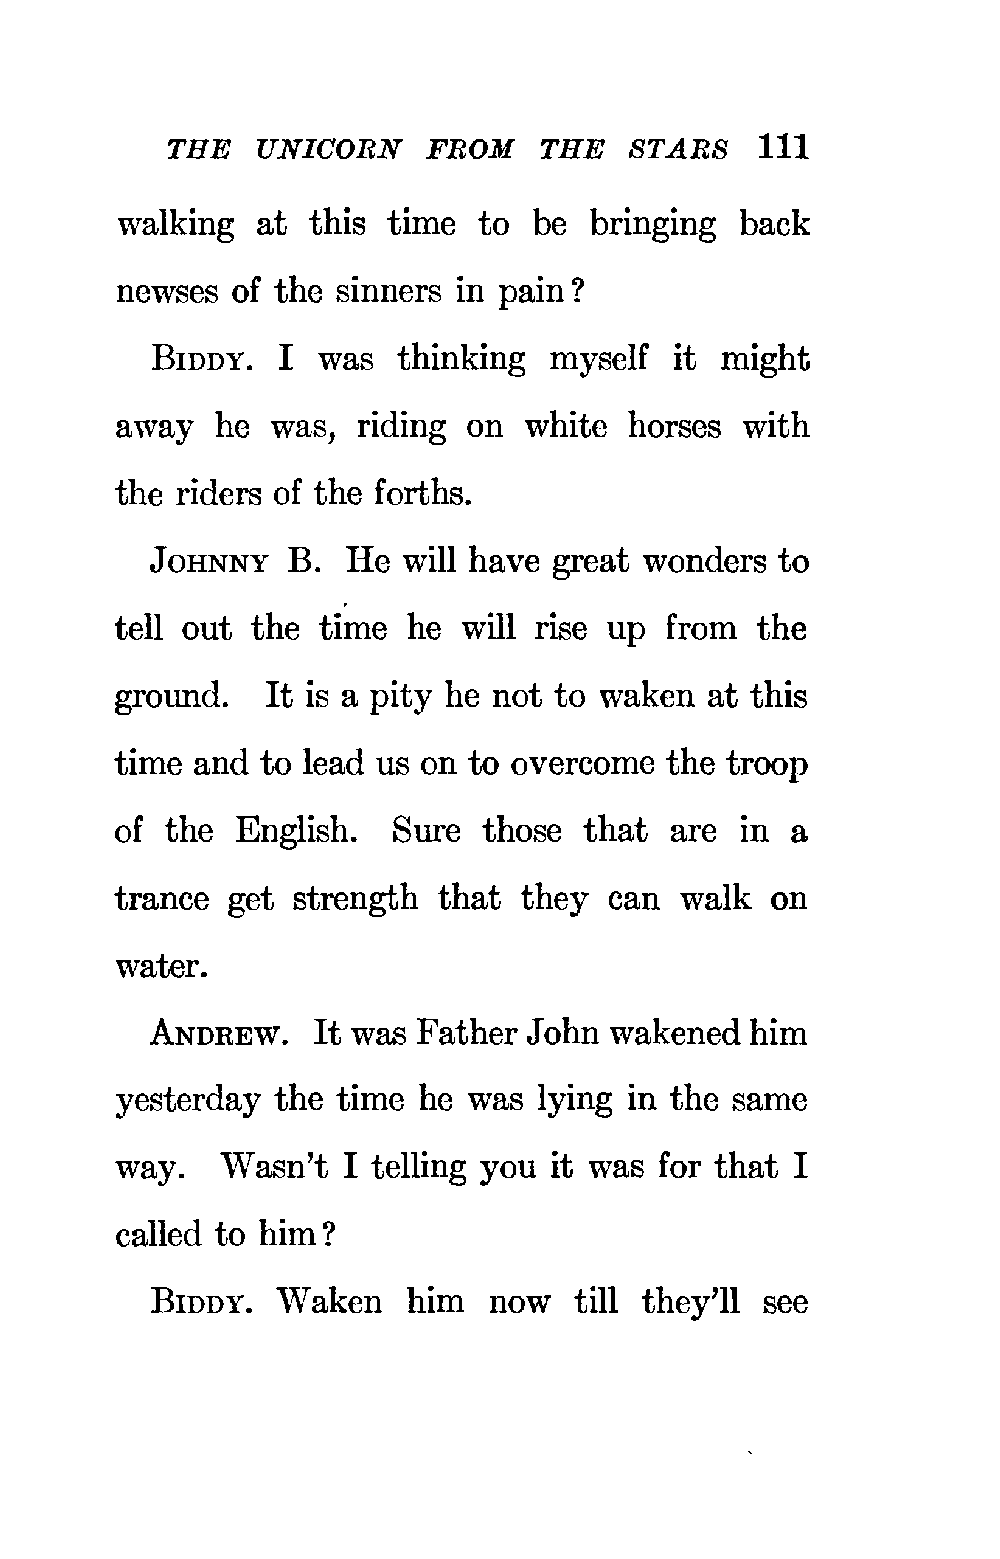 THE UNICORN FROM THE STARS 111
walking at this time to be bringing back
newses of the sinners in pain?
BIDDY. I was thinking myself it might
away he was, riding on white horses with
the riders of the forths.
JOHNNY B. He will have great wonders to
tell out the time he will rise up from the
ground. It is a pity he not to waken at this
time and to lead us on to overcome the troop
of the English. Sure those that are in a
trance get strength that they can walk on
water.
ANDREW. It was Father John wakened him
yesterday the time he was lying in the same
way. Wasn't I telling you it was for that I
called to him?
BIDDY. Waken him now till they'll see